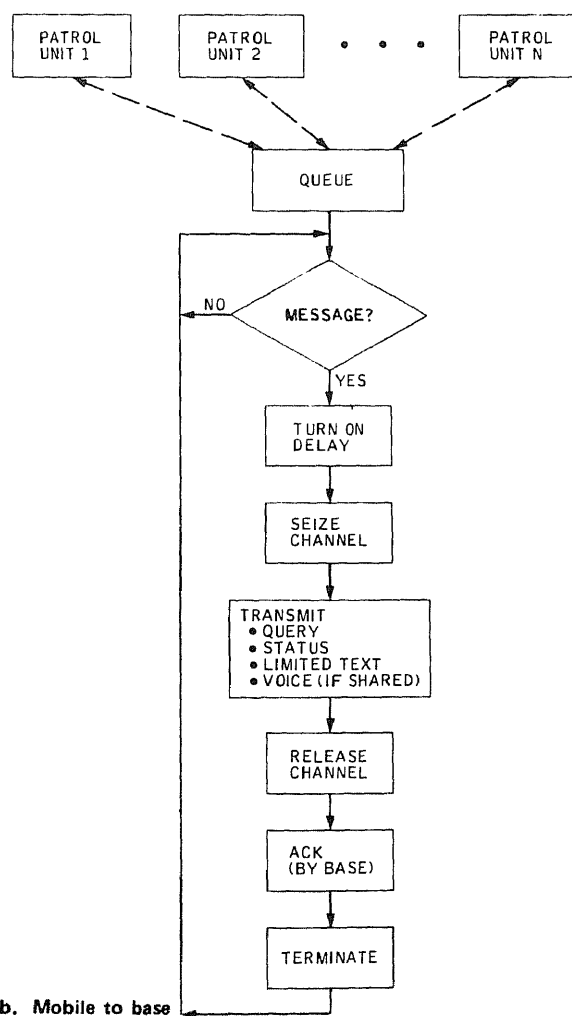 PATROL
UNIT 1
PATROL
UNIT 2
• • •
PATROL
UNIT N
QUEUE
MESSAGE?
NO
YES
TURN ON
DELAY
SEIZE
CHANNEL
TRANSMIT
• QUERY
• STATUS
• LIMITED TEXT
• VOICE (IF SHARED)
RELEASE
CHANNEL
ACK
(BY BASE)
TERMINATE
b. Mobile to base